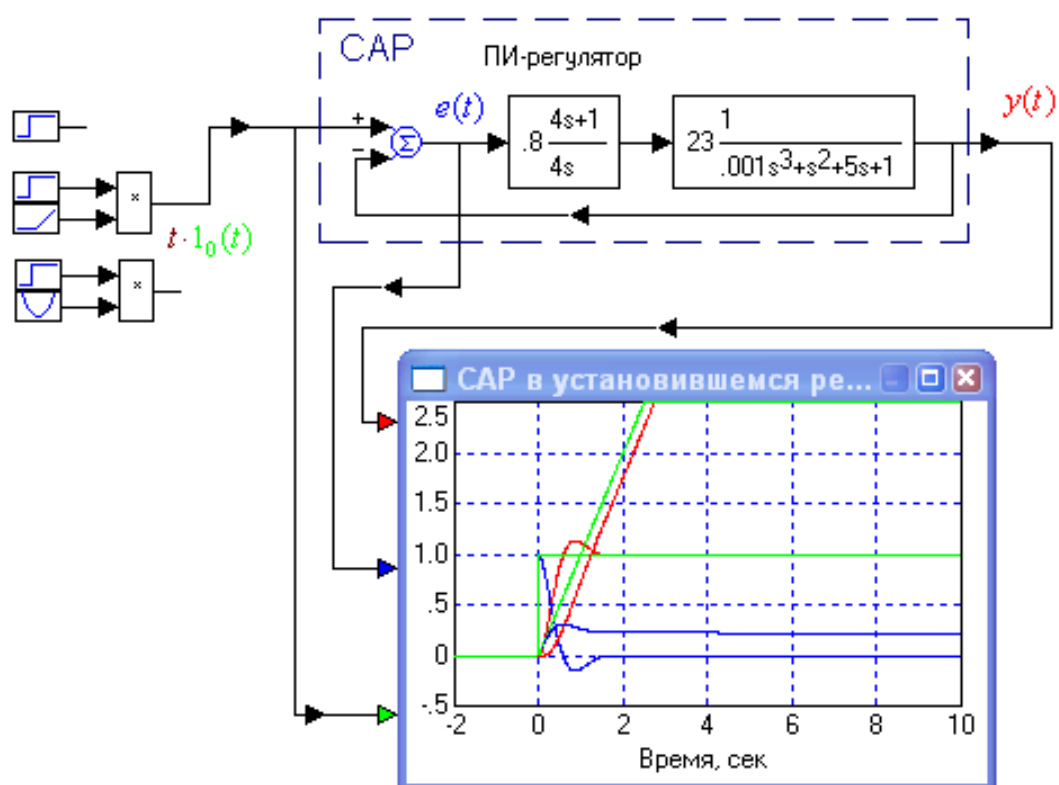 САР
ПИ-регулятор
e(t)
y(t)
+
−
Σ
.8 4s+1
4s
23 1
.001s³+s²+5s+1
*
t·1₀(t)
*
САР в установившемся ре...
2.5
2.0
1.5
1.0
.5
0
-.5
-2 0 2 4 6 8 10
Время, сек